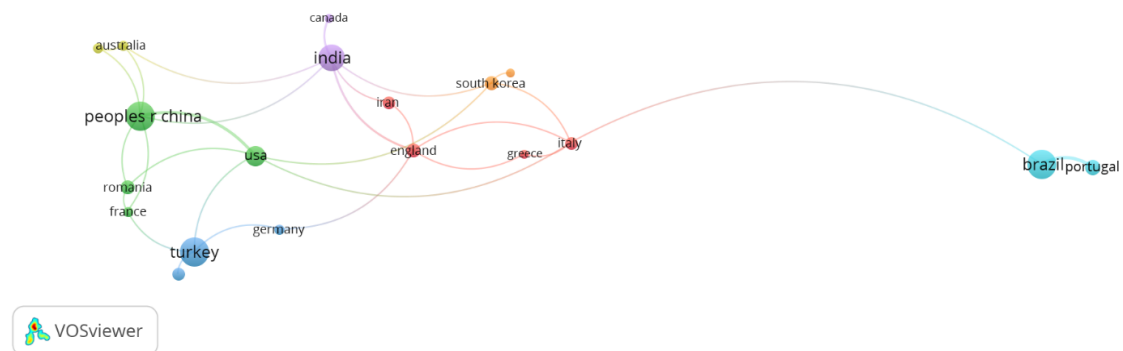 canada
australia
india
south korea
iran
peoples r china
england
italy
greece
usa
brazil
portugal
romania
france
germany
turkey
VOSviewer